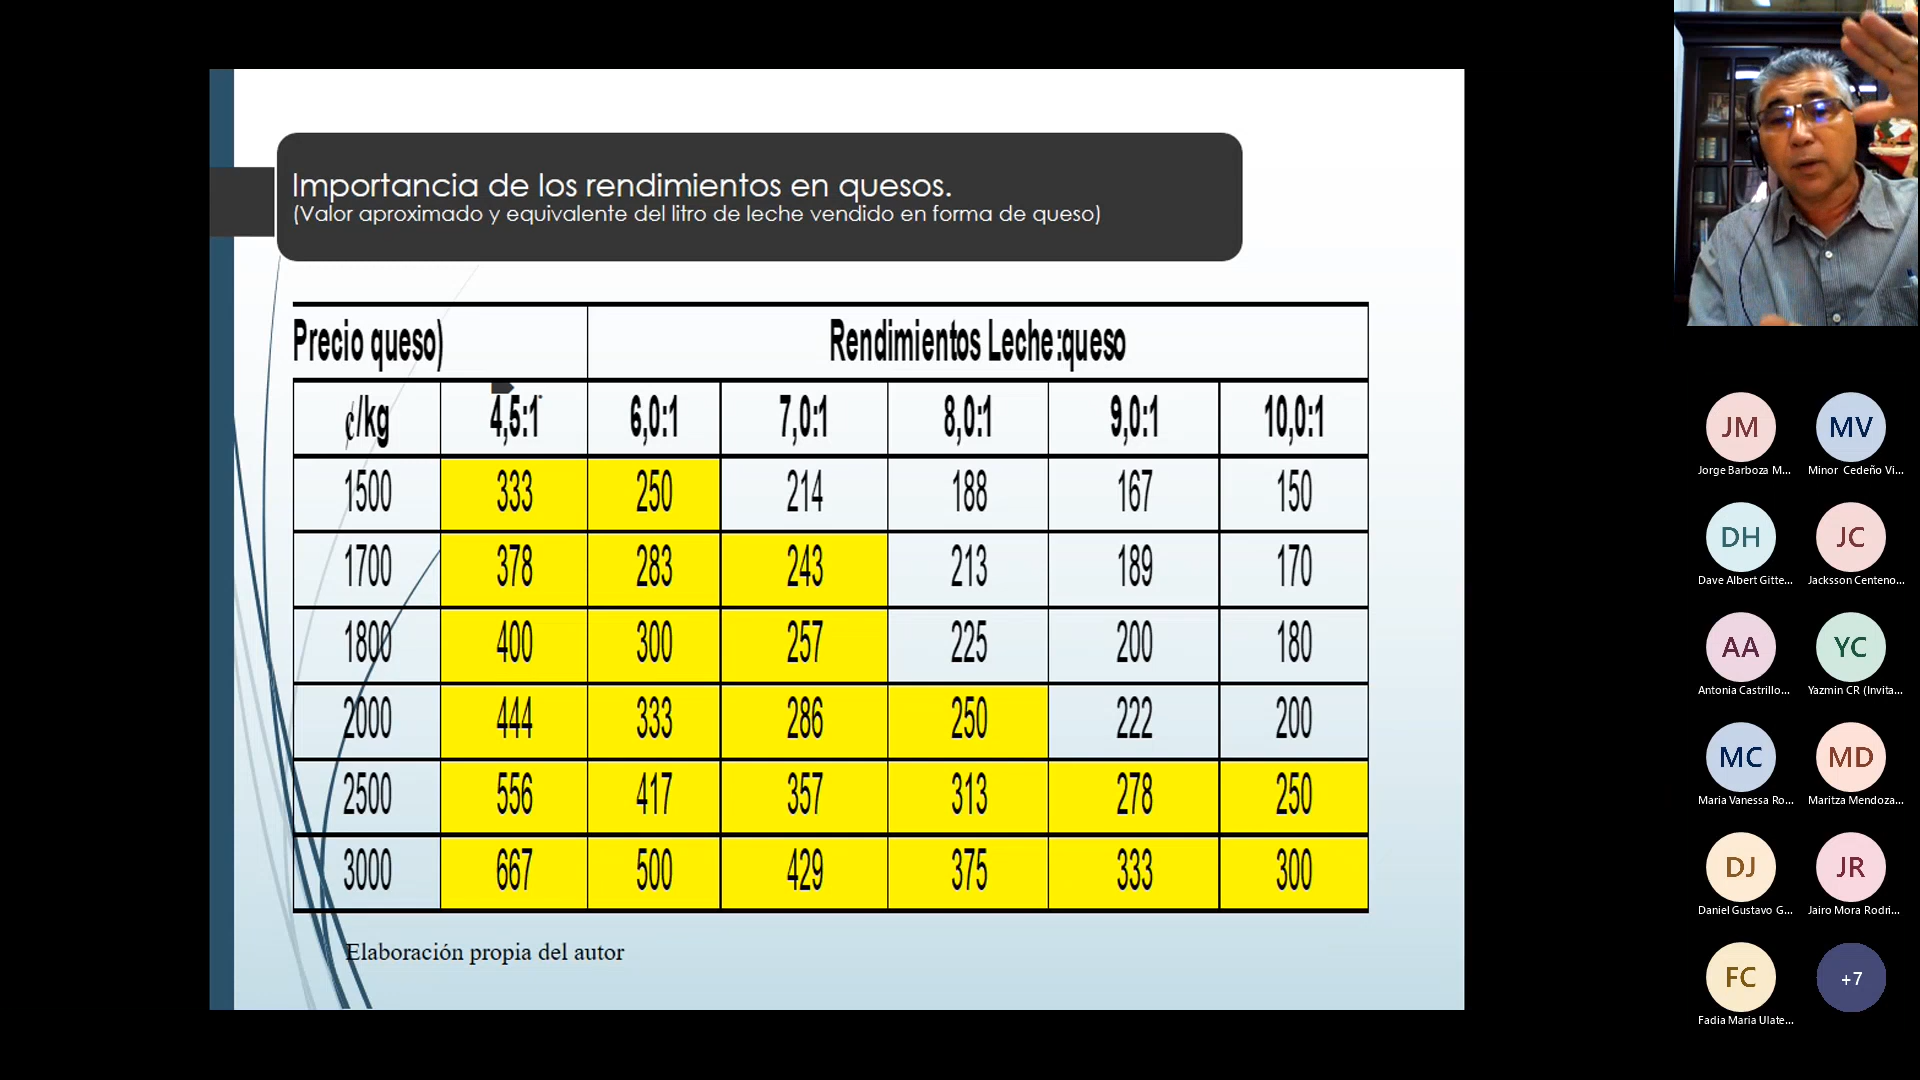 Importancia de los rendimientos en quesos.
(Valor aproximado y equivalente del litro de leche vendido en forma de queso)
Precio queso) Rendimientos Leche:queso
¢/kg 4,5:1 6,0:1 7,0:1 8,0:1 9,0:1 10,0:1
1500 333 250 214 188 167 150
1700 378 283 243 213 189 170
1800 400 300 257 225 200 180
2000 444 333 286 250 222 200
2500 556 417 357 313 278 250
3000 667 500 429 375 333 300
Elaboración propia del autor
JM MV
Jorge Barboza M... Minor Cedeño Vi...
DH JC
Dave Albert Gitte... Jacksson Centeno...
AA YC
Antonia Castrillo... Yazmin CR (Invita...
MC MD
Maria Vanessa Ro... Maritza Mendoza...
DJ JR
Daniel Gustavo G... Jairo Mora Rodri...
FC +7
Fadia Maria Ulate...